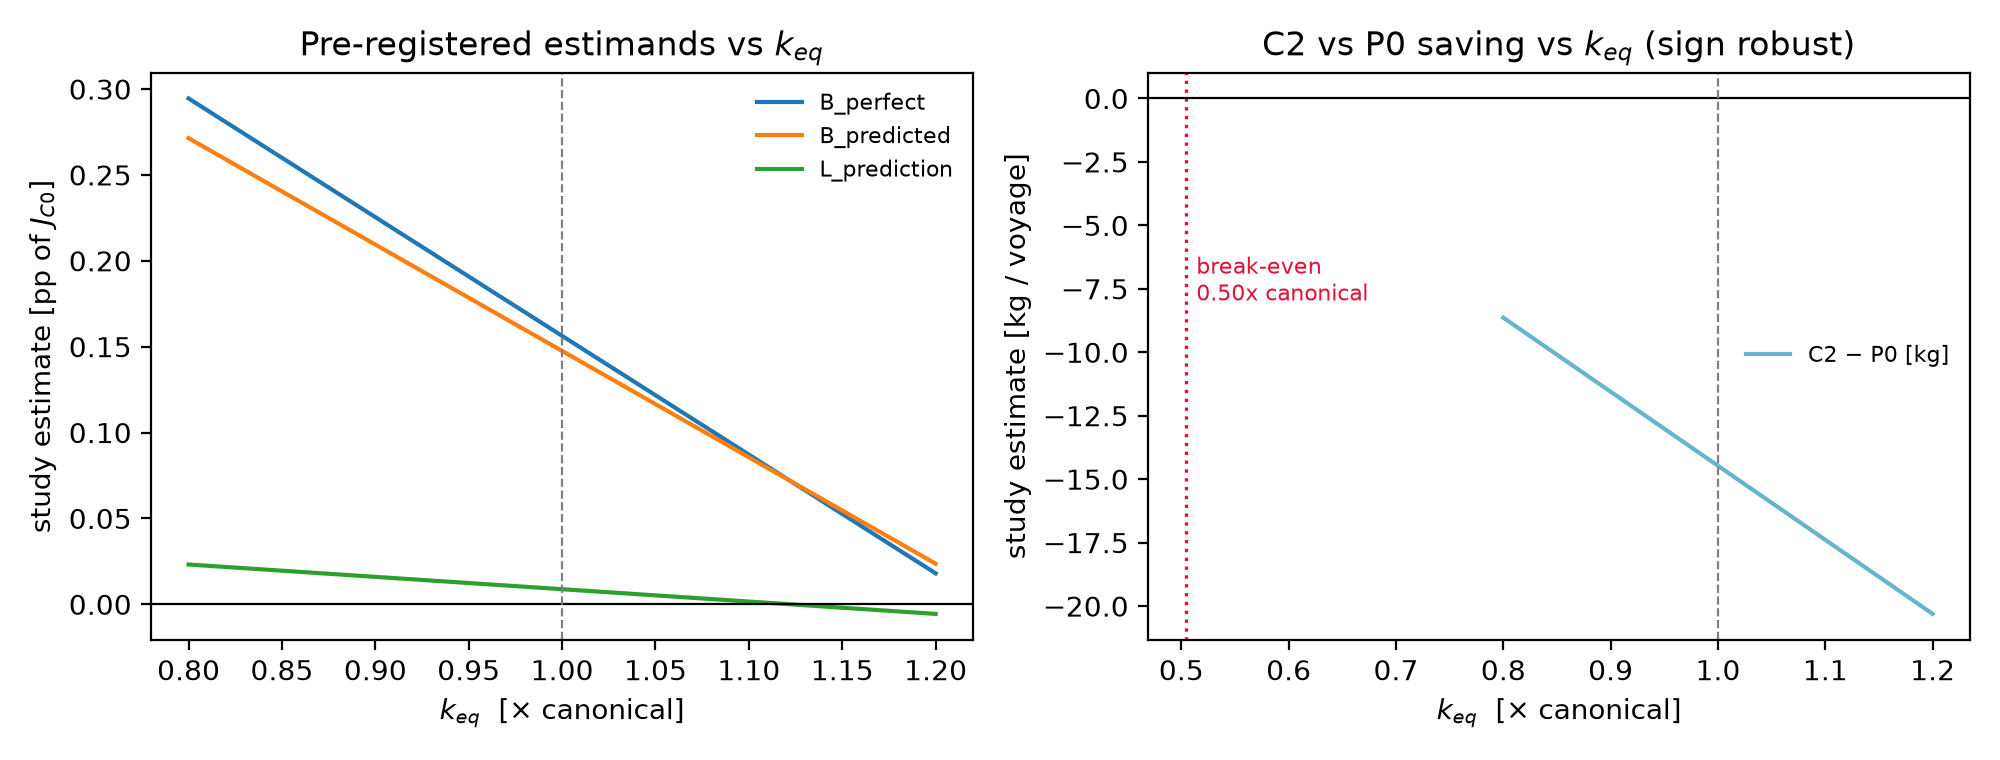 Pre-registered estimands vs k_eq
0.30
0.25
0.20
0.15
0.10
0.05
0.00
study estimate [pp of J_C0]
B_perfect
B_predicted
L_prediction
0.80 0.85 0.90 0.95 1.00 1.05 1.10 1.15 1.20
k_eq [× canonical]
C2 vs P0 saving vs k_eq (sign robust)
0.0
−2.5
−5.0
−7.5
−10.0
−12.5
−15.0
−17.5
−20.0
study estimate [kg / voyage]
break-even
0.50x canonical
C2 − P0 [kg]
0.5 0.6 0.7 0.8 0.9 1.0 1.1 1.2
k_eq [× canonical]